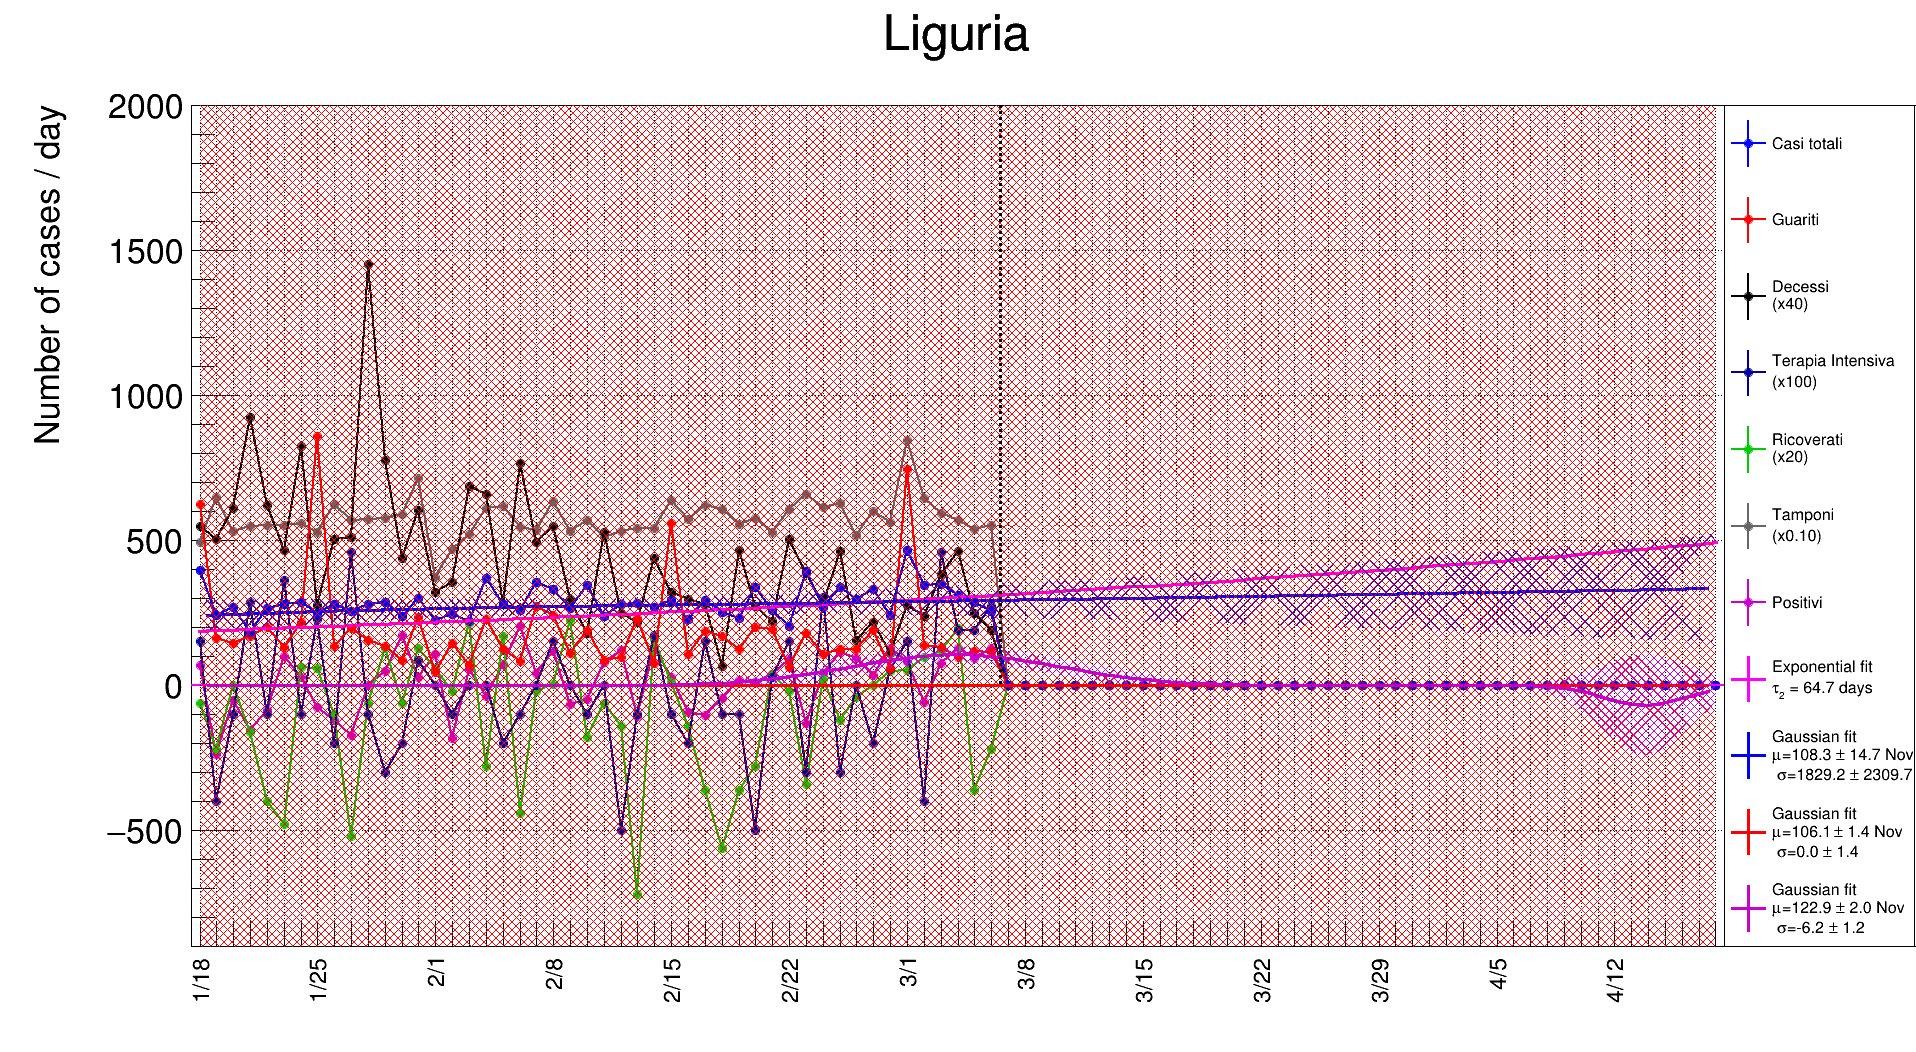 Liguria
Number of cases / day
2000
1500
1000
500
0
−500
1/18
1/25
2/1
2/8
2/15
2/22
3/1
3/8
3/15
3/22
3/29
4/5
4/12
Casi totali
Guariti
Decessi
(x40)
Terapia Intensiva
(x100)
Ricoverati
(x20)
Tamponi
(x0.10)
Positivi
Exponential fit
τ2 = 64.7 days
Gaussian fit
μ=108.3 ± 14.7 Nov
σ=1829.2 ± 2309.7
Gaussian fit
μ=106.1 ± 1.4 Nov
σ=0.0 ± 1.4
Gaussian fit
μ=122.9 ± 2.0 Nov
σ=-6.2 ± 1.2